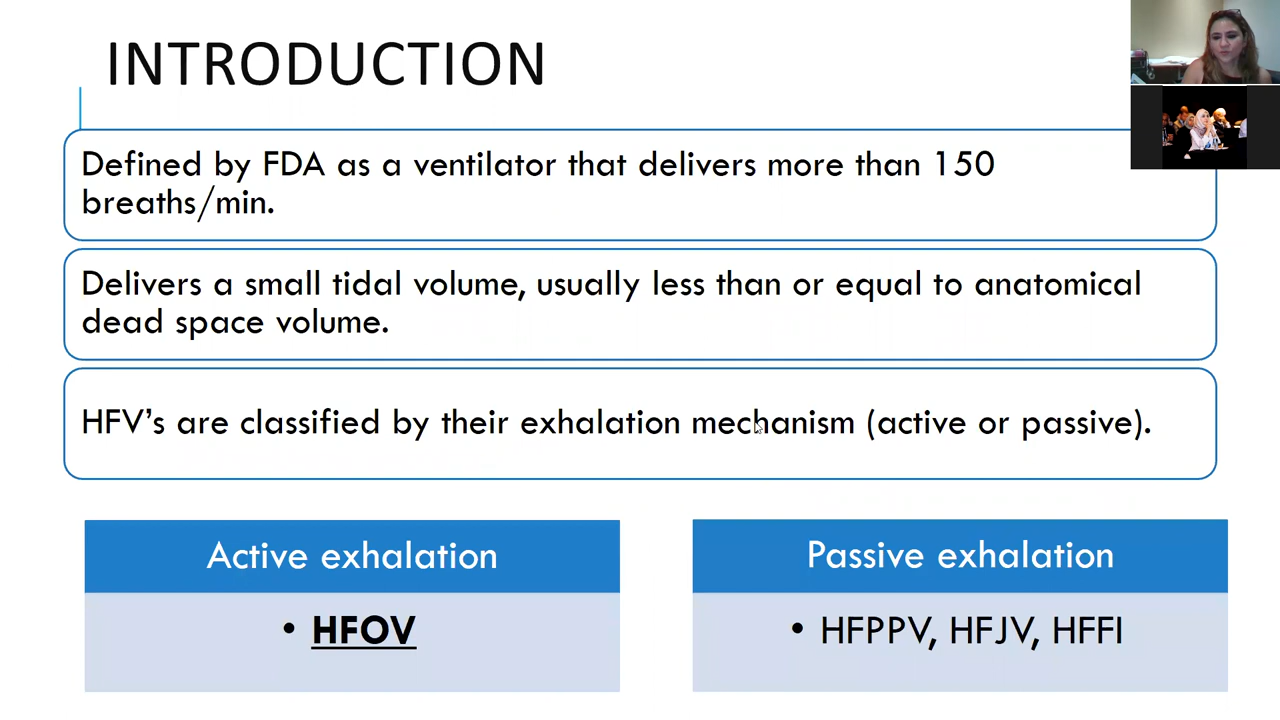 INTRODUCTION
Defined by FDA as a ventilator that delivers more than 150
breaths/min.
Delivers a small tidal volume, usually less than or equal to anatomical
dead space volume.
HFV's are classified by their exhalation mechanism (active or passive).
Active exhalation
• HFOV
Passive exhalation
• HFPPV, HFJV, HFFI